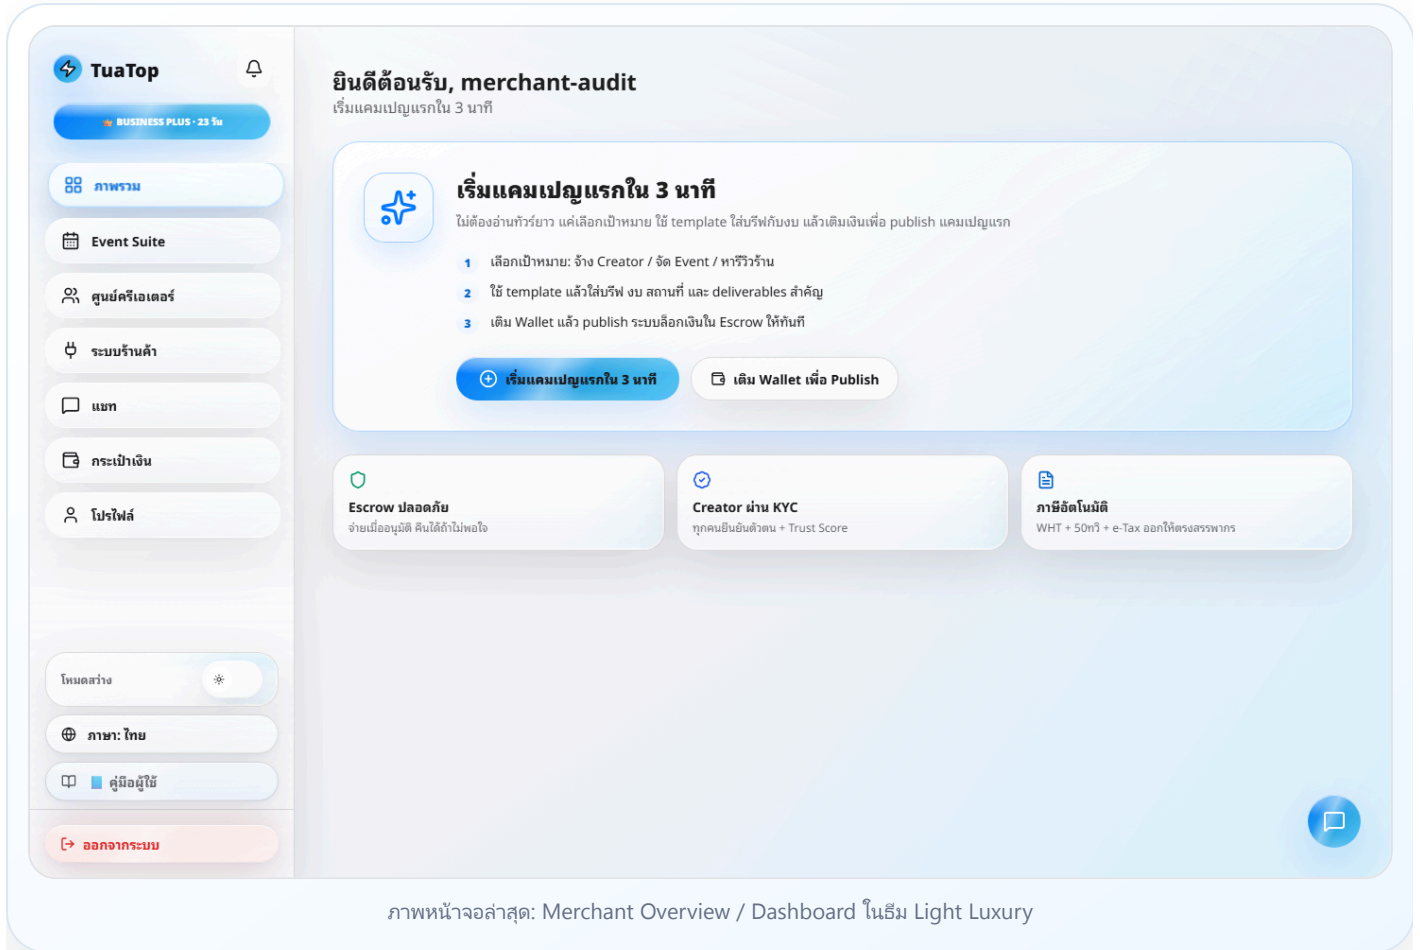 TuaTop
BUSINESS PLUS · 23 วัน
ภาพรวม
Event Suite
ศูนย์ครีเอเตอร์
ระบบร้านค้า
แชท
กระเป๋าเงิน
โปรไฟล์
โหมดสว่าง
ภาษา: ไทย
คู่มือผู้ใช้
ออกจากระบบ
ยินดีต้อนรับ, merchant-audit
เริ่มแคมเปญแรกใน 3 นาที
เริ่มแคมเปญแรกใน 3 นาที
ไม่ต้องอ่านทัวร์ยาว แค่เลือกเป้าหมาย ใช้ template ใส่บรีฟกับงบ แล้วเติมเงินเพื่อ publish แคมเปญแรก
1 เลือกเป้าหมาย: จ้าง Creator / จัด Event / หารีวิวร้าน
2 ใช้ template แล้วใส่บรีฟ งบ สถานที่ และ deliverables สำคัญ
3 เติม Wallet แล้ว publish ระบบล็อกเงินใน Escrow ให้ทันที
เริ่มแคมเปญแรกใน 3 นาที
เติม Wallet เพื่อ Publish
Escrow ปลอดภัย
จ่ายเมื่ออนุมัติ คืนได้ถ้าไม่พอใจ
Creator ผ่าน KYC
ทุกคนยืนยันตัวตน + Trust Score
ภาษีอัตโนมัติ
WHT + 50ทวิ + e-Tax ออกให้ตรงสรรพากร
ภาพหน้าจอล่าสุด: Merchant Overview / Dashboard ในธีม Light Luxury